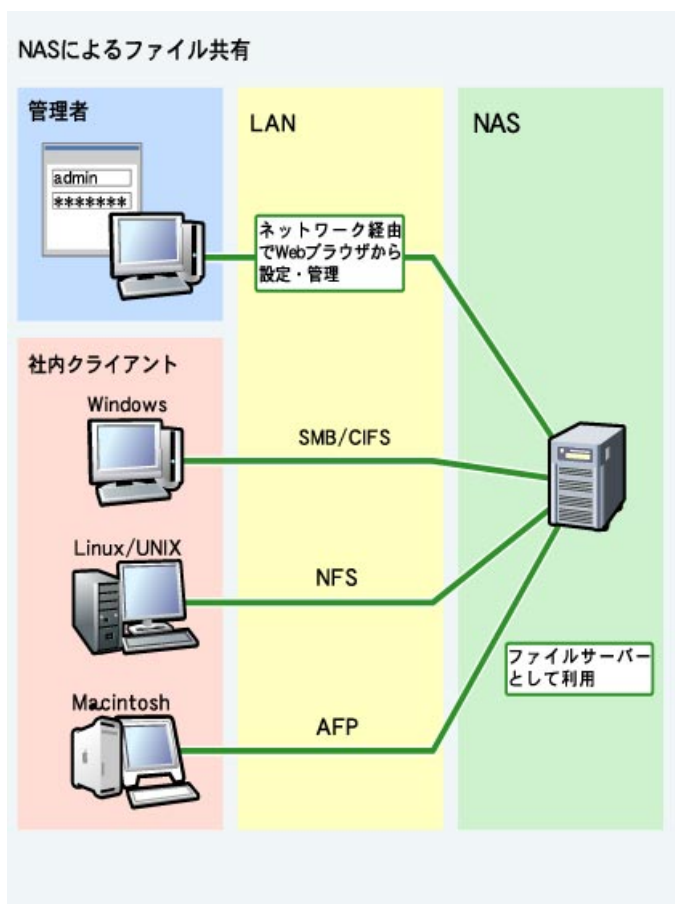 NASによるファイル共有
管理者
admin
*******
LAN
NAS
ネットワーク経由
でWebブラウザから
設定・管理
社内クライアント
Windows
SMB/CIFS
Linux/UNIX
NFS
ファイルサーバー
として利用
Macintosh
AFP